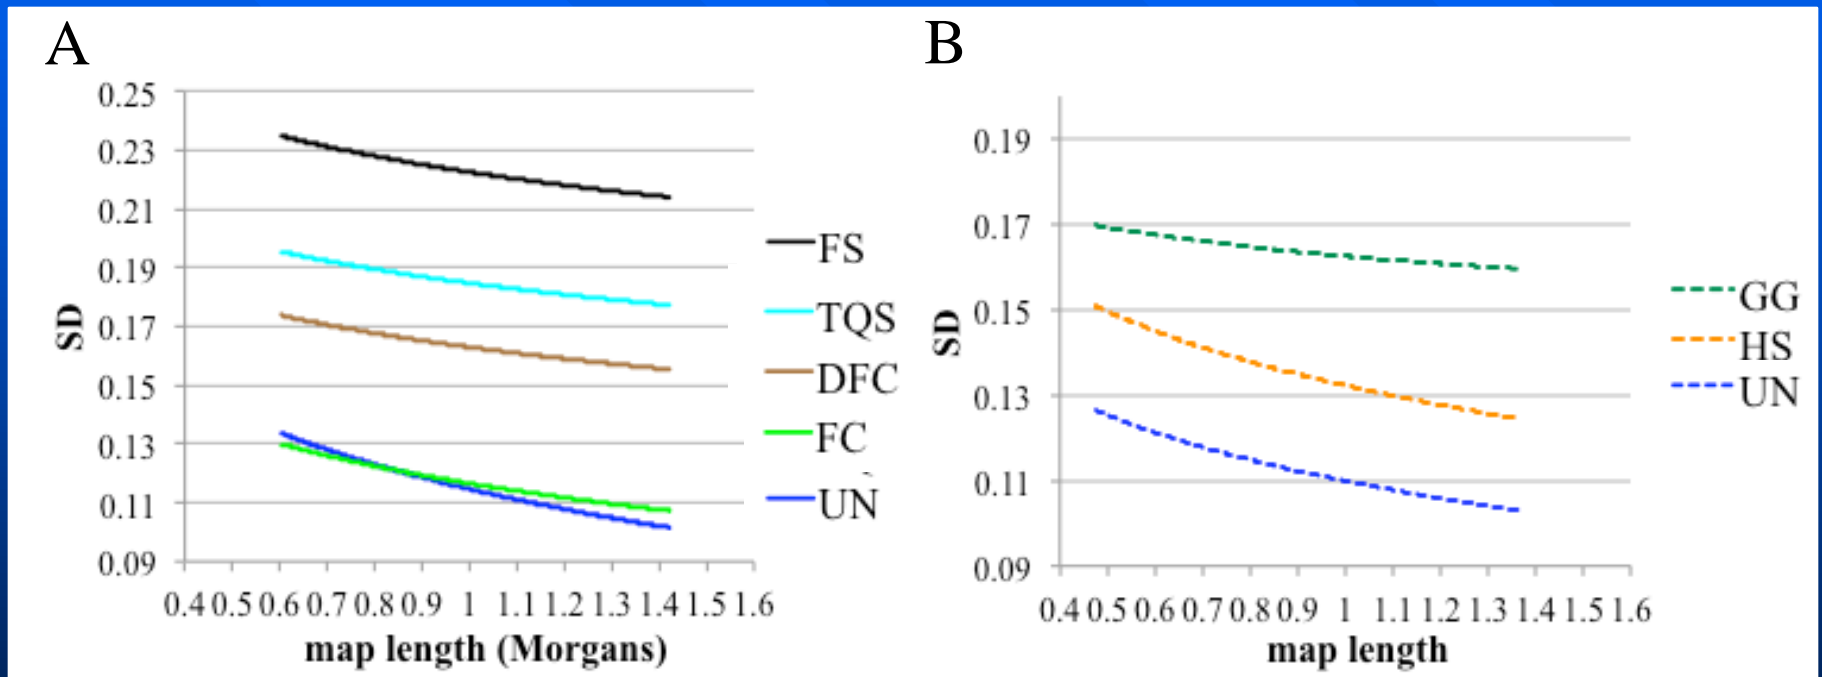 A
0.25
0.23
0.21
0.19
0.17
0.15
0.13
0.11
0.09
SD
0.4 0.5 0.6 0.7 0.8 0.9 1 1.1 1.2 1.3 1.4 1.5 1.6
map length (Morgans)
FS
TQS
DFC
FC
UN
B
0.19
0.17
0.15
0.13
0.11
0.09
SD
0.4 0.5 0.6 0.7 0.8 0.9 1 1.1 1.2 1.3 1.4 1.5 1.6
map length
GG
HS
UN